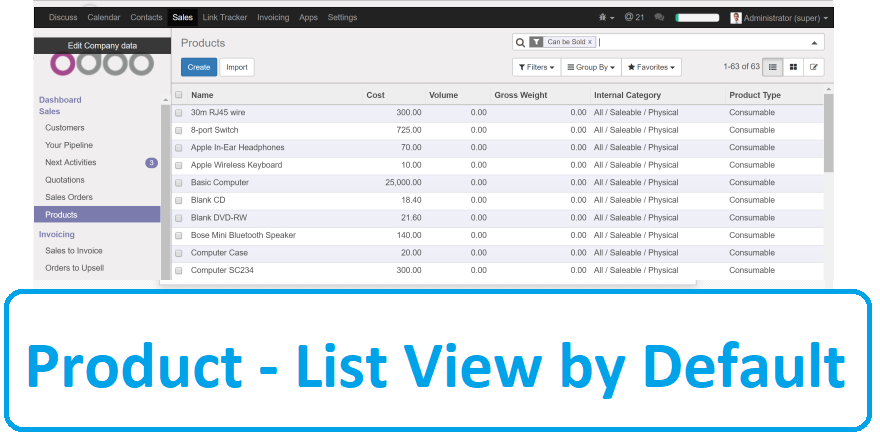 Discuss Calendar Contacts Sales Link Tracker Invoicing Apps Settings @ 21 Administrator (super)
Edit Company data
odoo
Products
Can be Sold x
Create Import
Filters Group By Favorites 1-63 of 63
Dashboard
Sales
Customers
Your Pipeline
Next Activities 3
Quotations
Sales Orders
Products
Invoicing
Sales to Invoice
Orders to Upsell
Name Cost Volume Gross Weight Internal Category Product Type
30m RJ45 wire 300.00 0.00 0.00 All / Saleable / Physical Consumable
8-port Switch 725.00 0.00 0.00 All / Saleable / Physical Consumable
Apple In-Ear Headphones 70.00 0.00 0.00 All / Saleable / Physical Consumable
Apple Wireless Keyboard 10.00 0.00 0.00 All / Saleable / Physical Consumable
Basic Computer 25,000.00 0.00 0.00 All / Saleable / Physical Consumable
Blank CD 18.40 0.00 0.00 All / Saleable / Physical Consumable
Blank DVD-RW 21.60 0.00 0.00 All / Saleable / Physical Consumable
Bose Mini Bluetooth Speaker 140.00 0.00 0.00 All / Saleable / Physical Consumable
Computer Case 20.00 0.00 0.00 All / Saleable / Physical Consumable
Computer SC234 300.00 0.00 0.00 All / Saleable / Physical Consumable
Product - List View by Default